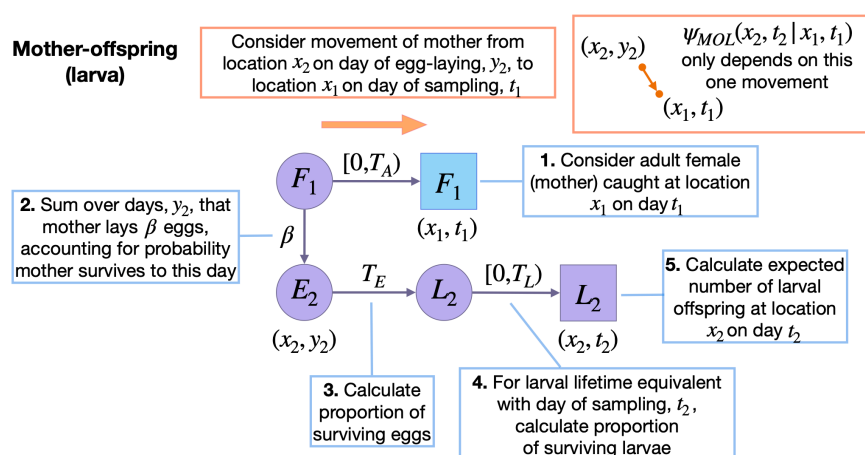 Mother-offspring
(larva)
Consider movement of mother from
location x₂ on day of egg-laying, y₂, to
location x₁ on day of sampling, t₁
(x₂, y₂)
ψ_MOL(x₂, t₂ | x₁, t₁)
only depends on this
one movement
(x₁, t₁)
F₁
[0,T_A)
F₁
(x₁, t₁)
1. Consider adult female
(mother) caught at location
x₁ on day t₁
2. Sum over days, y₂, that
mother lays β eggs,
accounting for probability
mother survives to this day
β
E₂
T_E
L₂
[0,T_L)
L₂
(x₂, y₂)
(x₂, t₂)
5. Calculate expected
number of larval
offspring at location
x₂ on day t₂
3. Calculate
proportion of
surviving eggs
4. For larval lifetime equivalent
with day of sampling, t₂,
calculate proportion
of surviving larvae